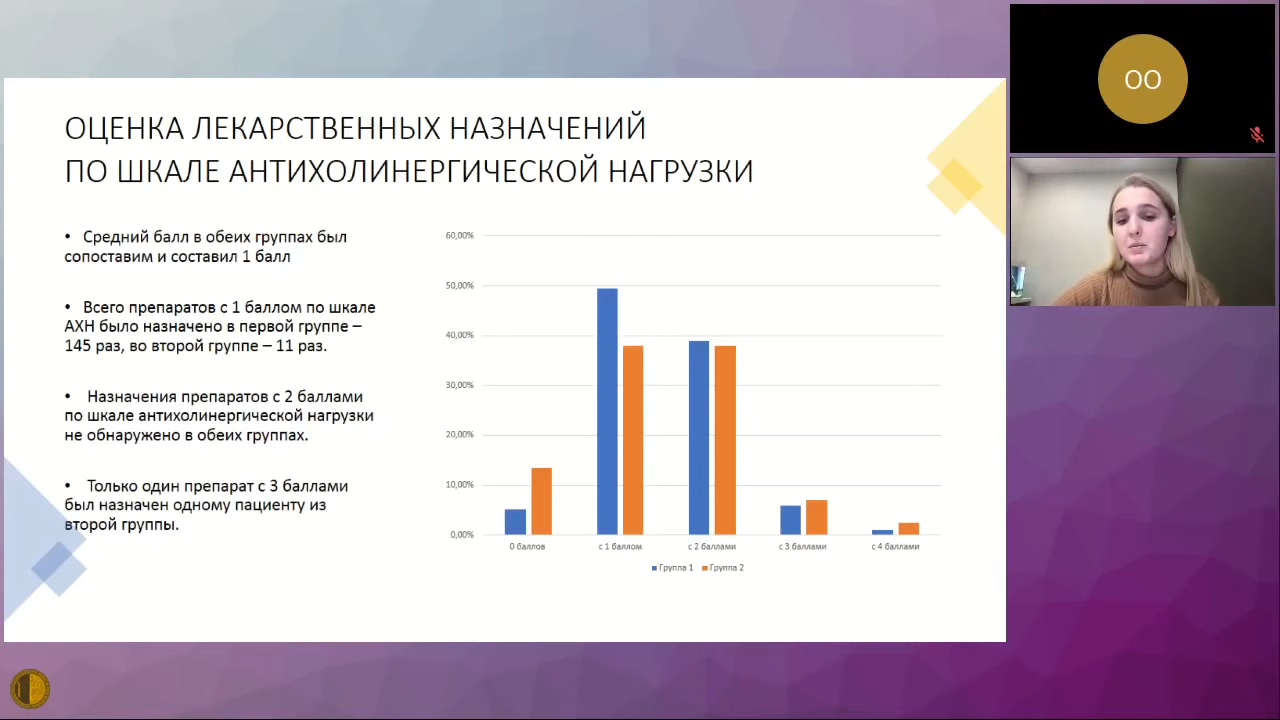 ОЦЕНКА ЛЕКАРСТВЕННЫХ НАЗНАЧЕНИЙ
ПО ШКАЛЕ АНТИХОЛИНЕРГИЧЕСКОЙ НАГРУЗКИ
• Средний балл в обеих группах был
сопоставим и составил 1 балл
• Всего препаратов с 1 баллом по шкале
АХН было назначено в первой группе –
145 раз, во второй группе – 11 раз.
• Назначения препаратов с 2 баллами
по шкале антихолинергической нагрузки
не обнаружено в обеих группах.
• Только один препарат с 3 баллами
был назначен одному пациенту из
второй группы.
60,00%
50,00%
40,00%
30,00%
20,00%
10,00%
0,00%
0 баллов с 1 баллом с 2 баллами с 3 баллами с 4 баллами
Группа 1 Группа 2
ОО